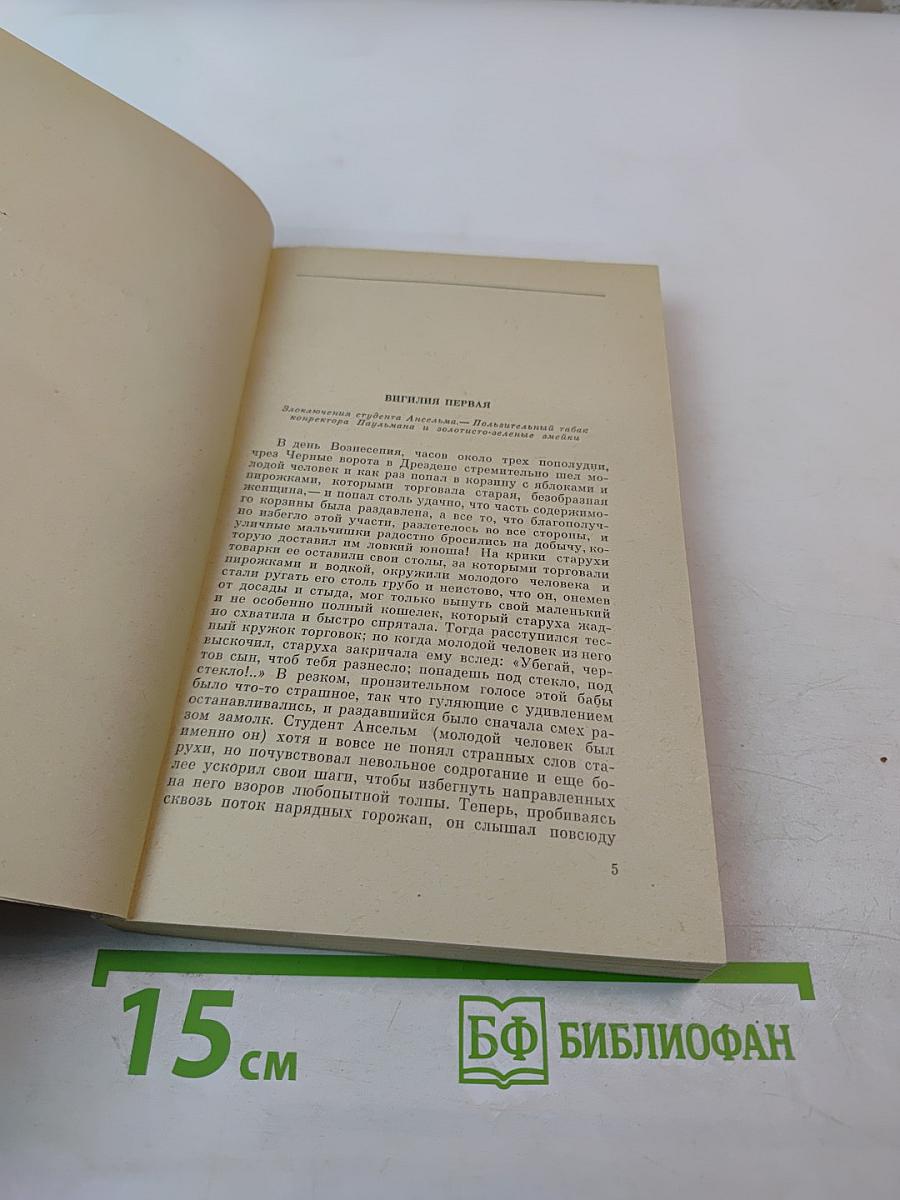 ВИГИЛИЯ ПЕРВАЯ
Злоключения студента Ансельма.— Пользительный табак
конректора Паульмана и золотисто-зеленые змейки
В день Вознесения, часов около трех пополудни,
чрез Черные ворота в Дрездене стремительно шел мо-
лодой человек и как раз попал в корзину с яблоками и
пирожками, которыми торговала старая, безобразная
женщина,— и попал столь удачно, что часть содержимо-
го корзины была раздавлена, а все то, что благополуч-
но избегло этой участи, разлетелось во все стороны, и
уличные мальчишки радостно бросились на добычу, ко-
торую доставил им ловкий юноша! На крики старухи
товарки ее оставили свои столы, за которыми торговали
пирожками и водкой, окружили молодого человека и
стали ругать его столь грубо и неистово, что он, онемев
от досады и стыда, мог только вынуть свой маленький
и не особенно полный кошелек, который старуха жад-
но схватила и быстро спрятала. Тогда расступился тес-
ный кружок торговок; но когда молодой человек из него
выскочил, старуха закричала ему вслед: «Убегай, чер-
тов сын, чтоб тебя разнесло; попадешь под стекло, под
стекло!..» В резком, пронзительном голосе этой бабы
было что-то страшное, так что гуляющие с удивлением
останавливались, и раздавшийся было сначала смех ра-
зом замолк. Студент Ансельм (молодой человек был
именно он) хотя и вовсе не понял странных слов ста-
рухи, но почувствовал невольное содрогание и еще бо-
лее ускорил свои шаги, чтобы избегнуть направленных
на него взоров любопытной толпы. Теперь, пробиваясь
сквозь поток нарядных горожан, он слышал повсюду
5
15 см
БФ БИБЛИОФАН